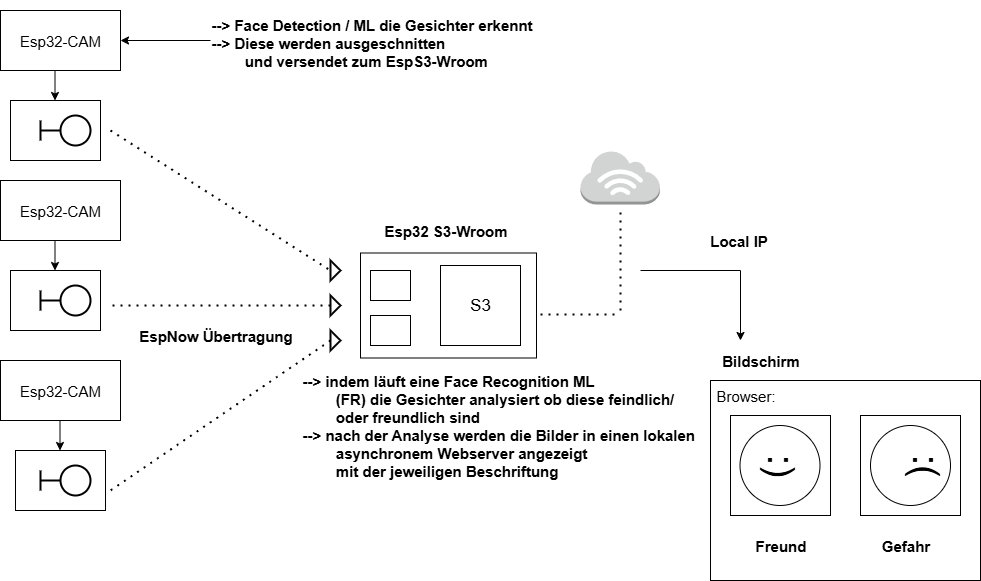 Esp32-CAM
--> Face Detection / ML die Gesichter erkennt
--> Diese werden ausgeschnitten
und versendet zum EspS3-Wroom
Esp32-CAM
Esp32 S3-Wroom
Local IP
S3
EspNow Übertragung
Esp32-CAM
--> indem läuft eine Face Recognition ML
(FR) die Gesichter analysiert ob diese feindlich/
oder freundlich sind
--> nach der Analyse werden die Bilder in einen lokalen
asynchronem Webserver angezeigt
mit der jeweiligen Beschriftung
Bildschirm
Browser:
Freund
Gefahr